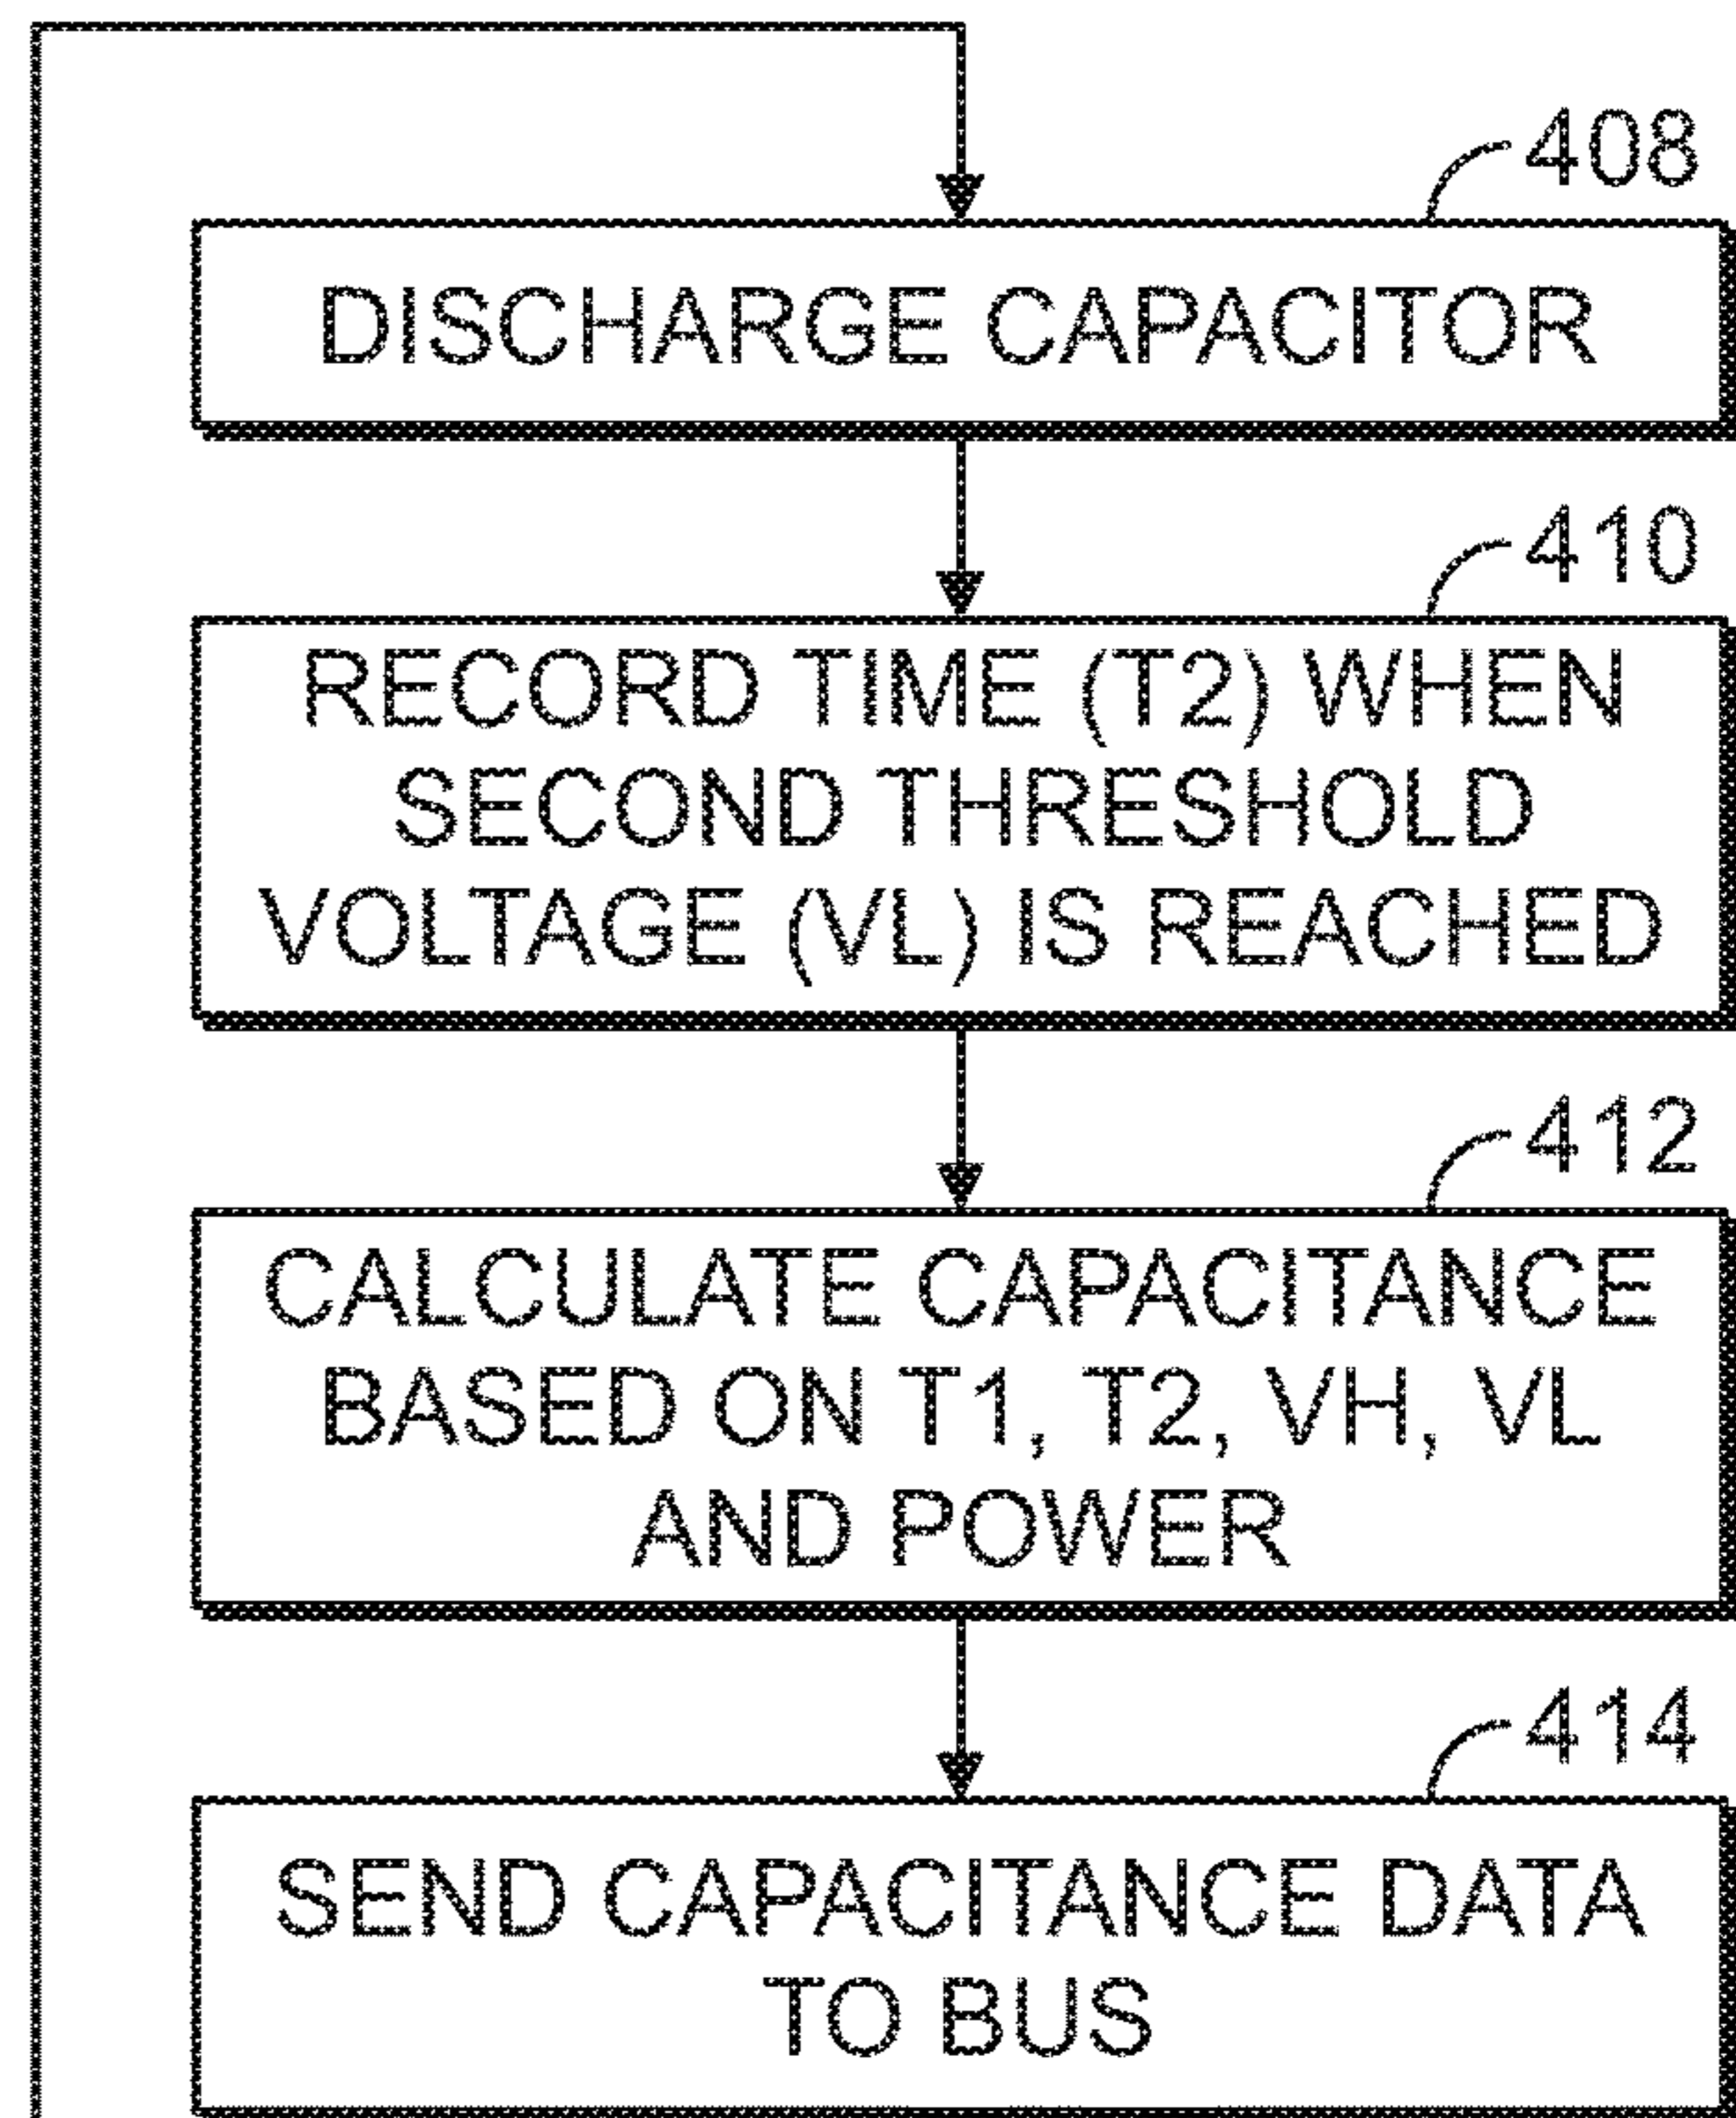 408
DISCHARGE CAPACITOR
410
RECORD TIME (T2) WHEN
SECOND THRESHOLD
VOLTAGE (VL) IS REACHED
412
CALCULATE CAPACITANCE
BASED ON T1, T2, VH, VL
AND POWER
414
SEND CAPACITANCE DATA
TO BUS